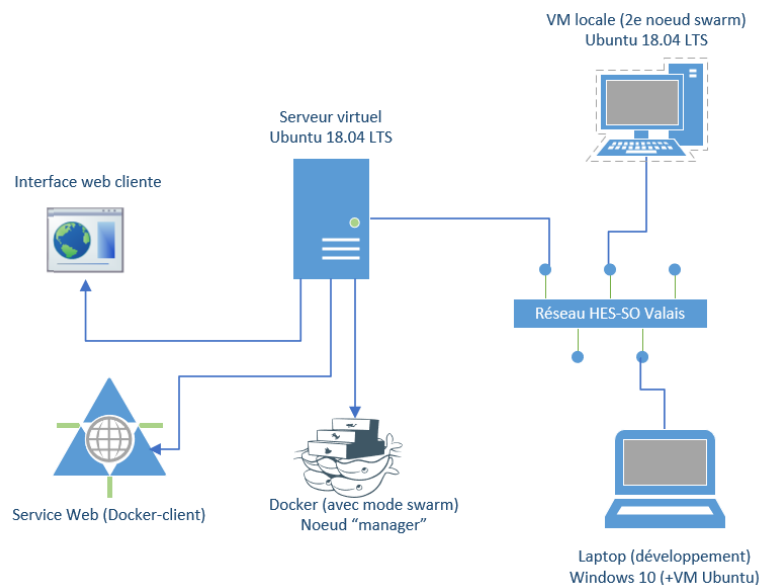 VM locale (2e noeud swarm)
Ubuntu 18.04 LTS
Serveur virtuel
Ubuntu 18.04 LTS
Interface web cliente
Réseau HES-SO Valais
Service Web (Docker-client)
Docker (avec mode swarm)
Noeud “manager”
Laptop (développement)
Windows 10 (+VM Ubuntu)